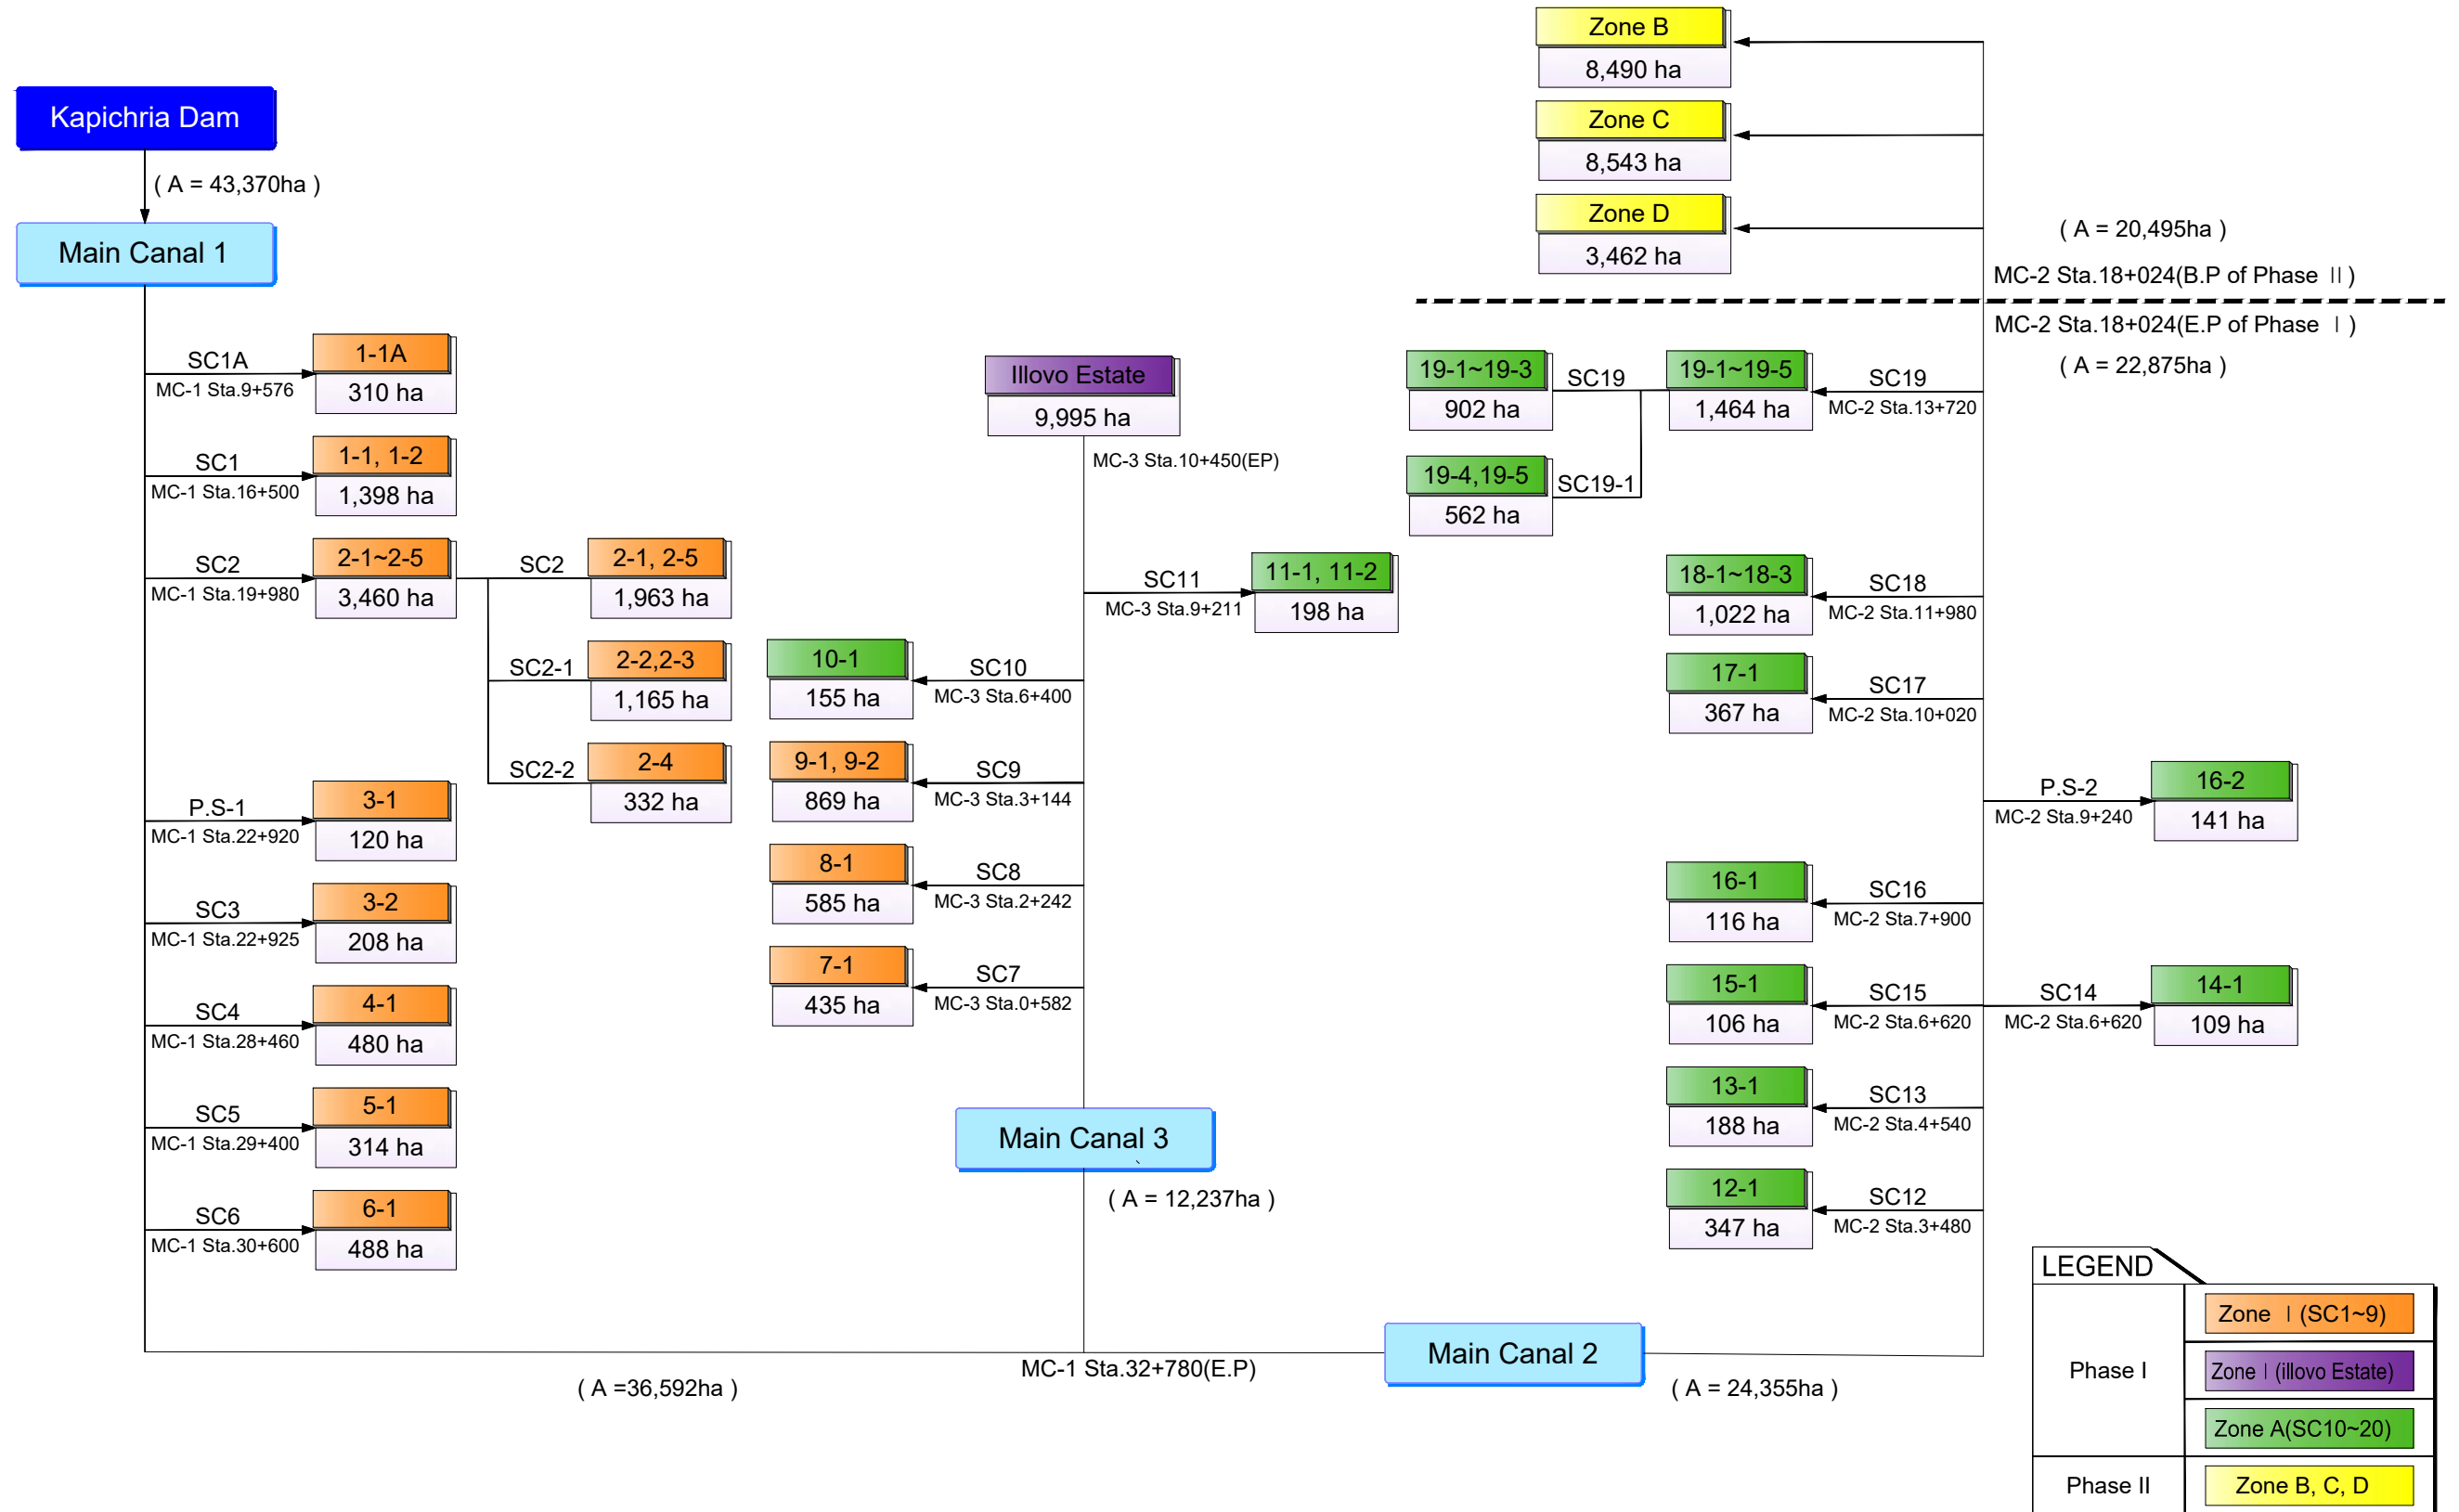 Kapichria Dam
( A = 43,370ha )
Main Canal 1
SC1A
MC-1 Sta.9+576
1-1A
310 ha
SC1
MC-1 Sta.16+500
1-1, 1-2
1,398 ha
SC2
MC-1 Sta.19+980
2-1~2-5
3,460 ha
SC2
2-1, 2-5
1,963 ha
SC2-1
2-2,2-3
1,165 ha
SC2-2
2-4
332 ha
P.S-1
MC-1 Sta.22+920
3-1
120 ha
SC3
MC-1 Sta.22+925
3-2
208 ha
SC4
MC-1 Sta.28+460
4-1
480 ha
SC5
MC-1 Sta.29+400
5-1
314 ha
SC6
MC-1 Sta.30+600
6-1
488 ha
( A =36,592ha )
MC-1 Sta.32+780(E.P)
Illovo Estate
9,995 ha
MC-3 Sta.10+450(EP)
SC11
MC-3 Sta.9+211
11-1, 11-2
198 ha
10-1
155 ha
SC10
MC-3 Sta.6+400
9-1, 9-2
869 ha
SC9
MC-3 Sta.3+144
8-1
585 ha
SC8
MC-3 Sta.2+242
7-1
435 ha
SC7
MC-3 Sta.0+582
Main Canal 3
( A = 12,237ha )
Main Canal 2
( A = 24,355ha )
Zone B
8,490 ha
Zone C
8,543 ha
Zone D
3,462 ha
( A = 20,495ha )
MC-2 Sta.18+024(B.P of Phase Ⅱ)
MC-2 Sta.18+024(E.P of Phase Ⅰ)
( A = 22,875ha )
19-1~19-3
902 ha
SC19
19-1~19-5
1,464 ha
SC19
MC-2 Sta.13+720
19-4,19-5
562 ha
SC19-1
18-1~18-3
1,022 ha
SC18
MC-2 Sta.11+980
17-1
367 ha
SC17
MC-2 Sta.10+020
P.S-2
MC-2 Sta.9+240
16-2
141 ha
16-1
116 ha
SC16
MC-2 Sta.7+900
15-1
106 ha
SC15
MC-2 Sta.6+620
SC14
MC-2 Sta.6+620
14-1
109 ha
13-1
188 ha
SC13
MC-2 Sta.4+540
12-1
347 ha
SC12
MC-2 Sta.3+480
LEGEND
Phase I
Zone Ⅰ(SC1~9)
Zone Ⅰ(illovo Estate)
Zone A(SC10~20)
Phase II
Zone B, C, D